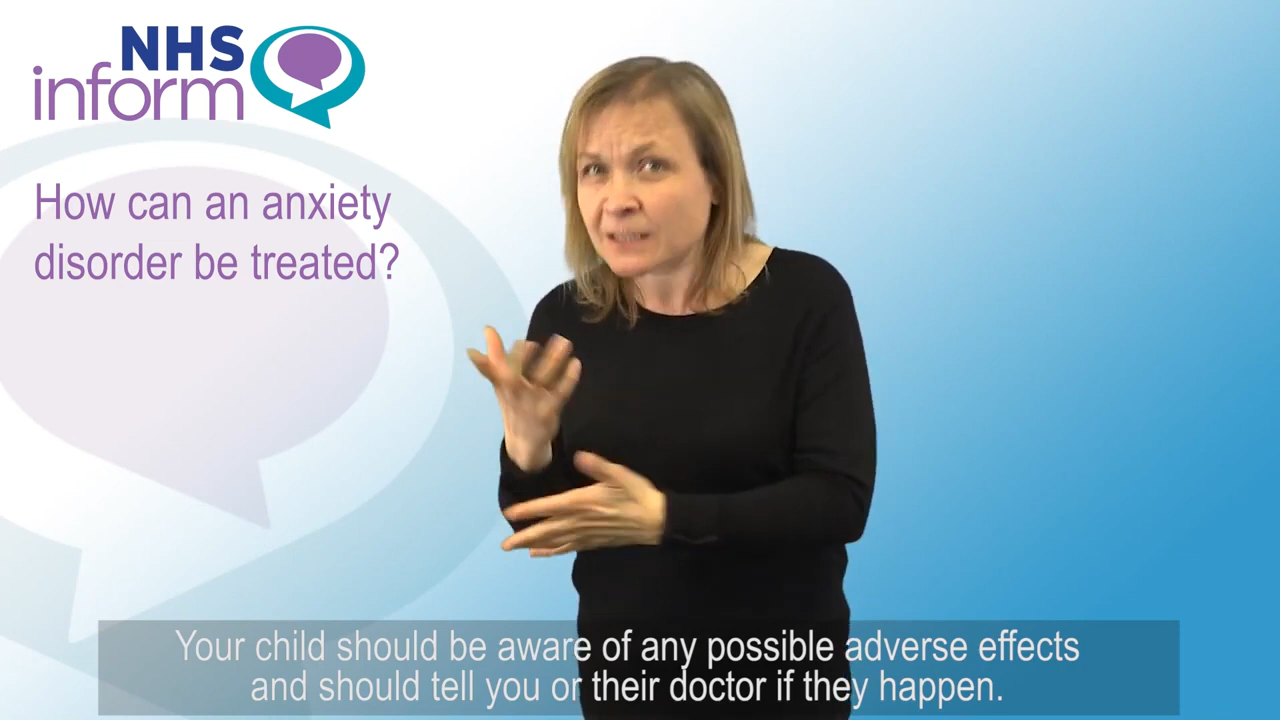 NHS
inform
How can an anxiety
disorder be treated?
Your child should be aware of any possible adverse effects
and should tell you or their doctor if they happen.